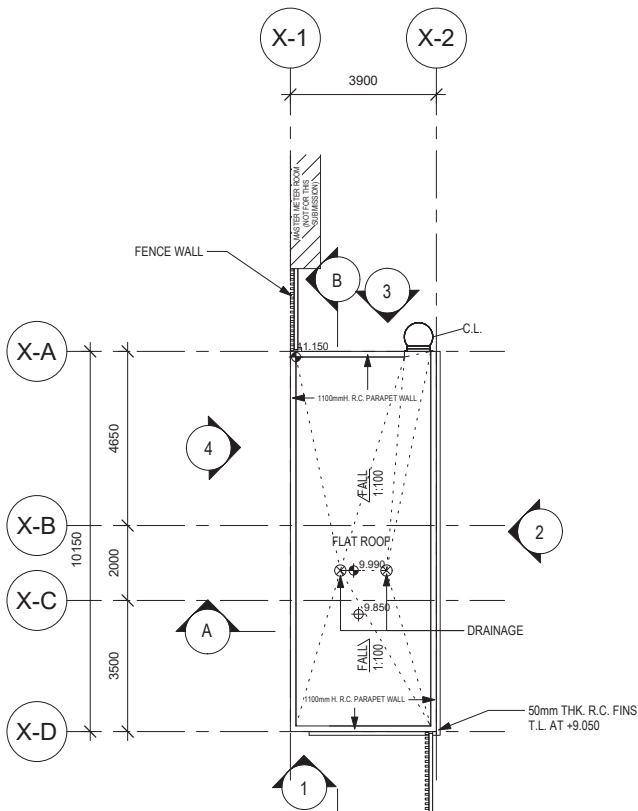 X-1
X-2
3900
MASTER METER ROOM
(NOT FOR THIS
SUBMISSION)
FENCE WALL
B
3
C.L.
X-A
11.150
1100mmH. R.C. PARAPET WALL
4650
4
FALL
1:100
X-B
2
10150
2000
FLAT ROOF
9.990
X-C
9.850
A
DRAINAGE
3500
FALL
1:100
1100mm H. R.C. PARAPET WALL
50mm THK. R.C. FINS
T.L. AT +9.050
X-D
1